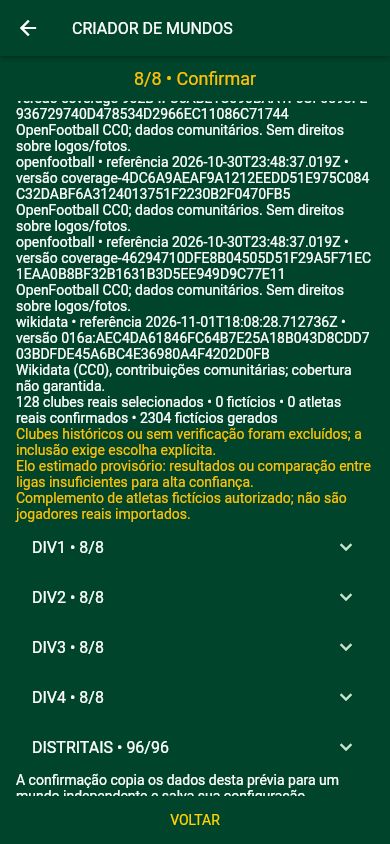 CRIADOR DE MUNDOS
8/8 • Confirmar
936729740D478534D2966EC11086C71744
OpenFootball CC0; dados comunitários. Sem direitos
sobre logos/fotos.
openfootball • referência 2026-10-30T23:48:37.019Z •
versão coverage-4DC6A9AEAF9A1212EEDD51E975C084
C32DABF6A3124013751F2230B2F0470FB5
OpenFootball CC0; dados comunitários. Sem direitos
sobre logos/fotos.
openfootball • referência 2026-10-30T23:48:37.019Z •
versão coverage-46294710DFE8B04505D51F29A5F71EC
1EAA0B8BF32B1631B3D5EE949D9C77E11
OpenFootball CC0; dados comunitários. Sem direitos
sobre logos/fotos.
wikidata • referência 2026-11-01T18:08:28.712736Z •
versão 016a:AEC4DA61846FC64B7E25A18B043D8CDD7
03BDFDE45A6BC4E36980A4F4202D0FB
Wikidata (CC0), contribuições comunitárias; cobertura
não garantida.
128 clubes reais selecionados • 0 fictícios • 0 atletas
reais confirmados • 2304 fictícios gerados
Clubes históricos ou sem verificação foram excluídos; a
inclusão exige escolha explícita.
Elo estimado provisório: resultados ou comparação entre
ligas insuficientes para alta confiança.
Complemento de atletas fictícios autorizado; não são
jogadores reais importados.
DIV1 • 8/8
DIV2 • 8/8
DIV3 • 8/8
DIV4 • 8/8
DISTRITAIS • 96/96
A confirmação copia os dados desta prévia para um
mundo independente e salva sua configuração
VOLTAR